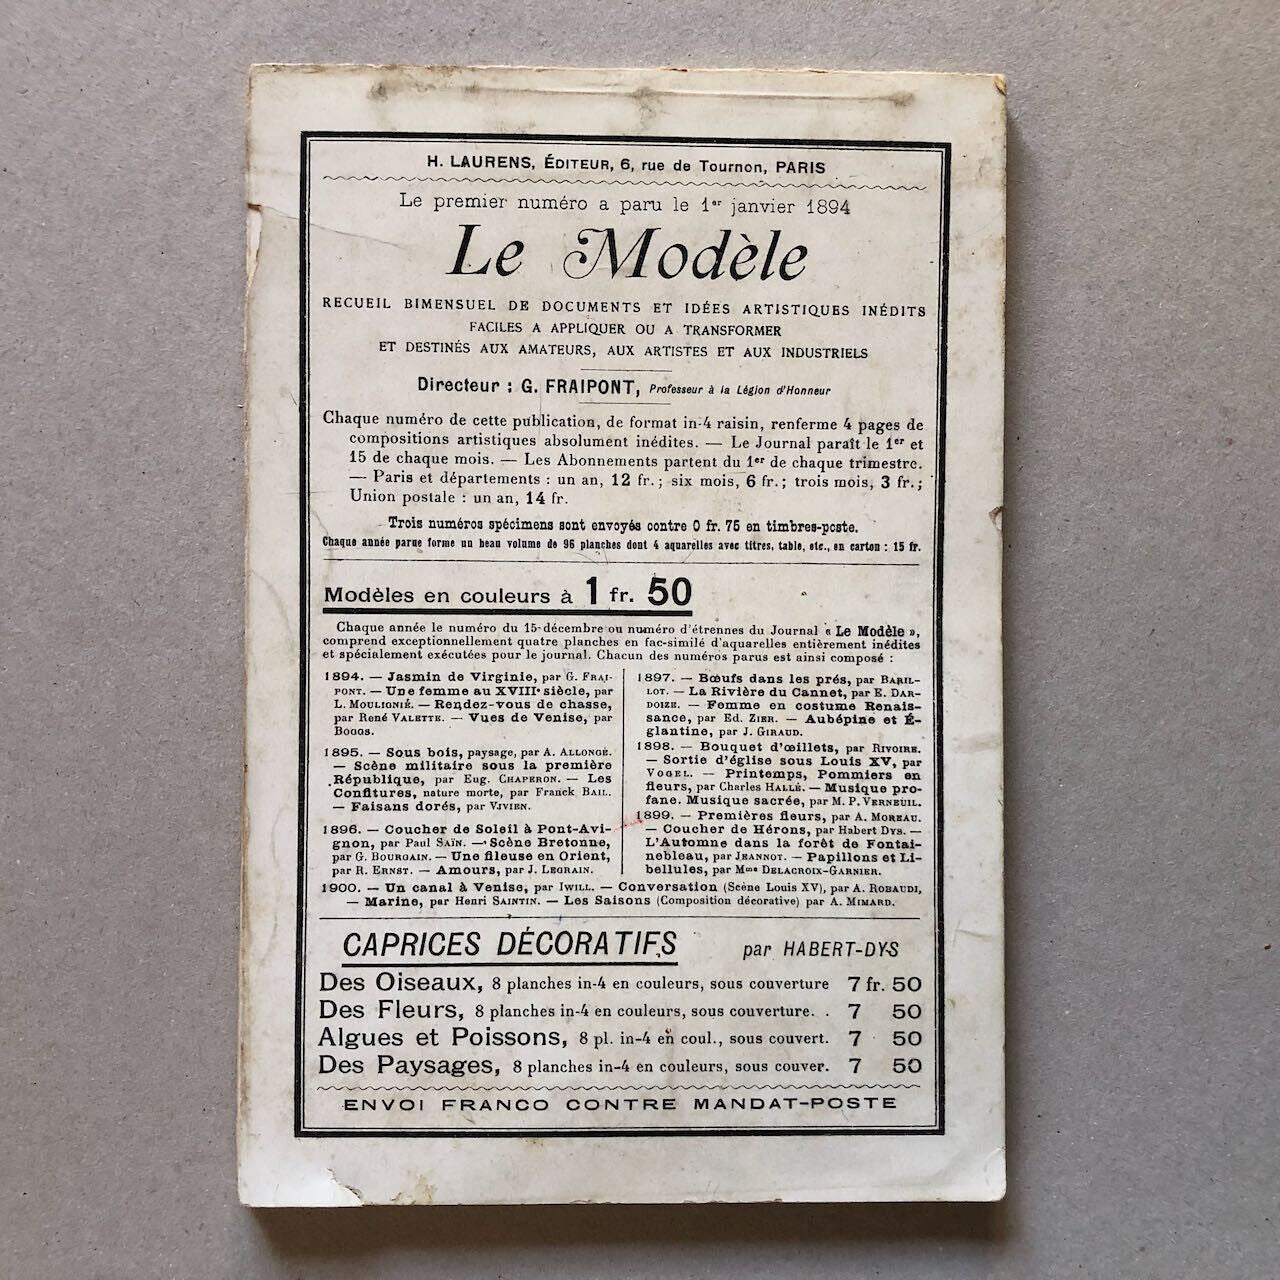 H. LAURENS, ÉDITEUR, 6, rue de Tournon, PARIS
Le premier numéro a paru le 1er janvier 1894
Le Modèle
RECUEIL BIMENSUEL DE DOCUMENTS ET IDÉES ARTISTIQUES INÉDITS
FACILES A APPLIQUER OU A TRANSFORMER
ET DESTINÉS AUX AMATEURS, AUX ARTISTES ET AUX INDUSTRIELS
Directeur : G. FRAIPONT, Professeur à la Légion d'Honneur
Chaque numéro de cette publication, de format in-4 raisin, renferme 4 pages de
compositions artistiques absolument inédites. — Le Journal paraît le 1er et
15 de chaque mois. — Les Abonnements partent du 1er de chaque trimestre.
— Paris et départements : un an, 12 fr. ; six mois, 6 fr. ; trois mois, 3 fr. ;
Union postale : un an, 14 fr.
Trois numéros spécimens sont envoyés contre 0 fr. 75 en timbres-poste.
Chaque année parue forme un beau volume de 96 planches dont 4 aquarelles avec titres, table, etc., en carton : 15 fr.
Modèles en couleurs à 1 fr. 50
Chaque année le numéro du 15 décembre ou numéro d'étrennes du Journal « Le Modèle »,
comprend exceptionnellement quatre planches en fac-similé d'aquarelles entièrement inédites
et spécialement exécutées pour le journal. Chacun des numéros parus est ainsi composé :
1894. — Jasmin de Virginie, par G. FRAI-
PONT. — Une femme au XVIIIe siècle, par
L. MOULIGNIÉ. — Rendez-vous de chasse,
par René VALETTE. — Vues de Venise, par
BOGGS.
1895. — Sous bois, paysage, par A. ALLONGÉ.
— Scène militaire sous la première
République, par Eug. CHAPERON. — Les
Confitures, nature morte, par Franck BAIL.
— Faisans dorés, par VIVIEN.
1896. — Coucher de Soleil à Pont-Avi-
gnon, par Paul SAÏN. — Scène Bretonne,
par G. BOURGAIN. — Une fileuse en Orient,
par R. ERNST. — Amours, par J. LEGRAIN.
1897. — Bœufs dans les prés, par BARIL-
LOT. — La Rivière du Cannet, par E. DAR-
DOIZE. — Femme en costume Renais-
sance, par Ed. ZIER. — Aubépine et É-
glantine, par J. GIRAUD.
1898. — Bouquet d'œillets, par RIVOIRE.
— Sortie d'église sous Louis XV, par
VOGEL. — Printemps, Pommiers en
fleurs, par Charles HALLÉ. — Musique pro-
fane. Musique sacrée, par M. P. VERNEUIL.
1899. — Premières fleurs, par A. MOREAU.
— Coucher de Hérons, par Habert DYS. —
L'Automne dans la forêt de Fontai-
nebleau, par JEANNOT. — Papillons et Li-
bellules, par Mme DELACROIX-GARNIER.
1900. — Un canal à Venise, par IWILL. — Conversation (Scène Louis XV), par A. ROBAUDI,
— Marine, par Henri SAINTIN. — Les Saisons (Composition décorative) par A. MIMARD.
CAPRICES DÉCORATIFS par HABERT-DYS
Des Oiseaux, 8 planches in-4 en couleurs, sous couverture 7 fr. 50
Des Fleurs, 8 planches in-4 en couleurs, sous couverture. . 7 50
Algues et Poissons, 8 pl. in-4 en coul., sous couvert. 7 50
Des Paysages, 8 planches in-4 en couleurs, sous couver. 7 50
ENVOI FRANCO CONTRE MANDAT-POSTE